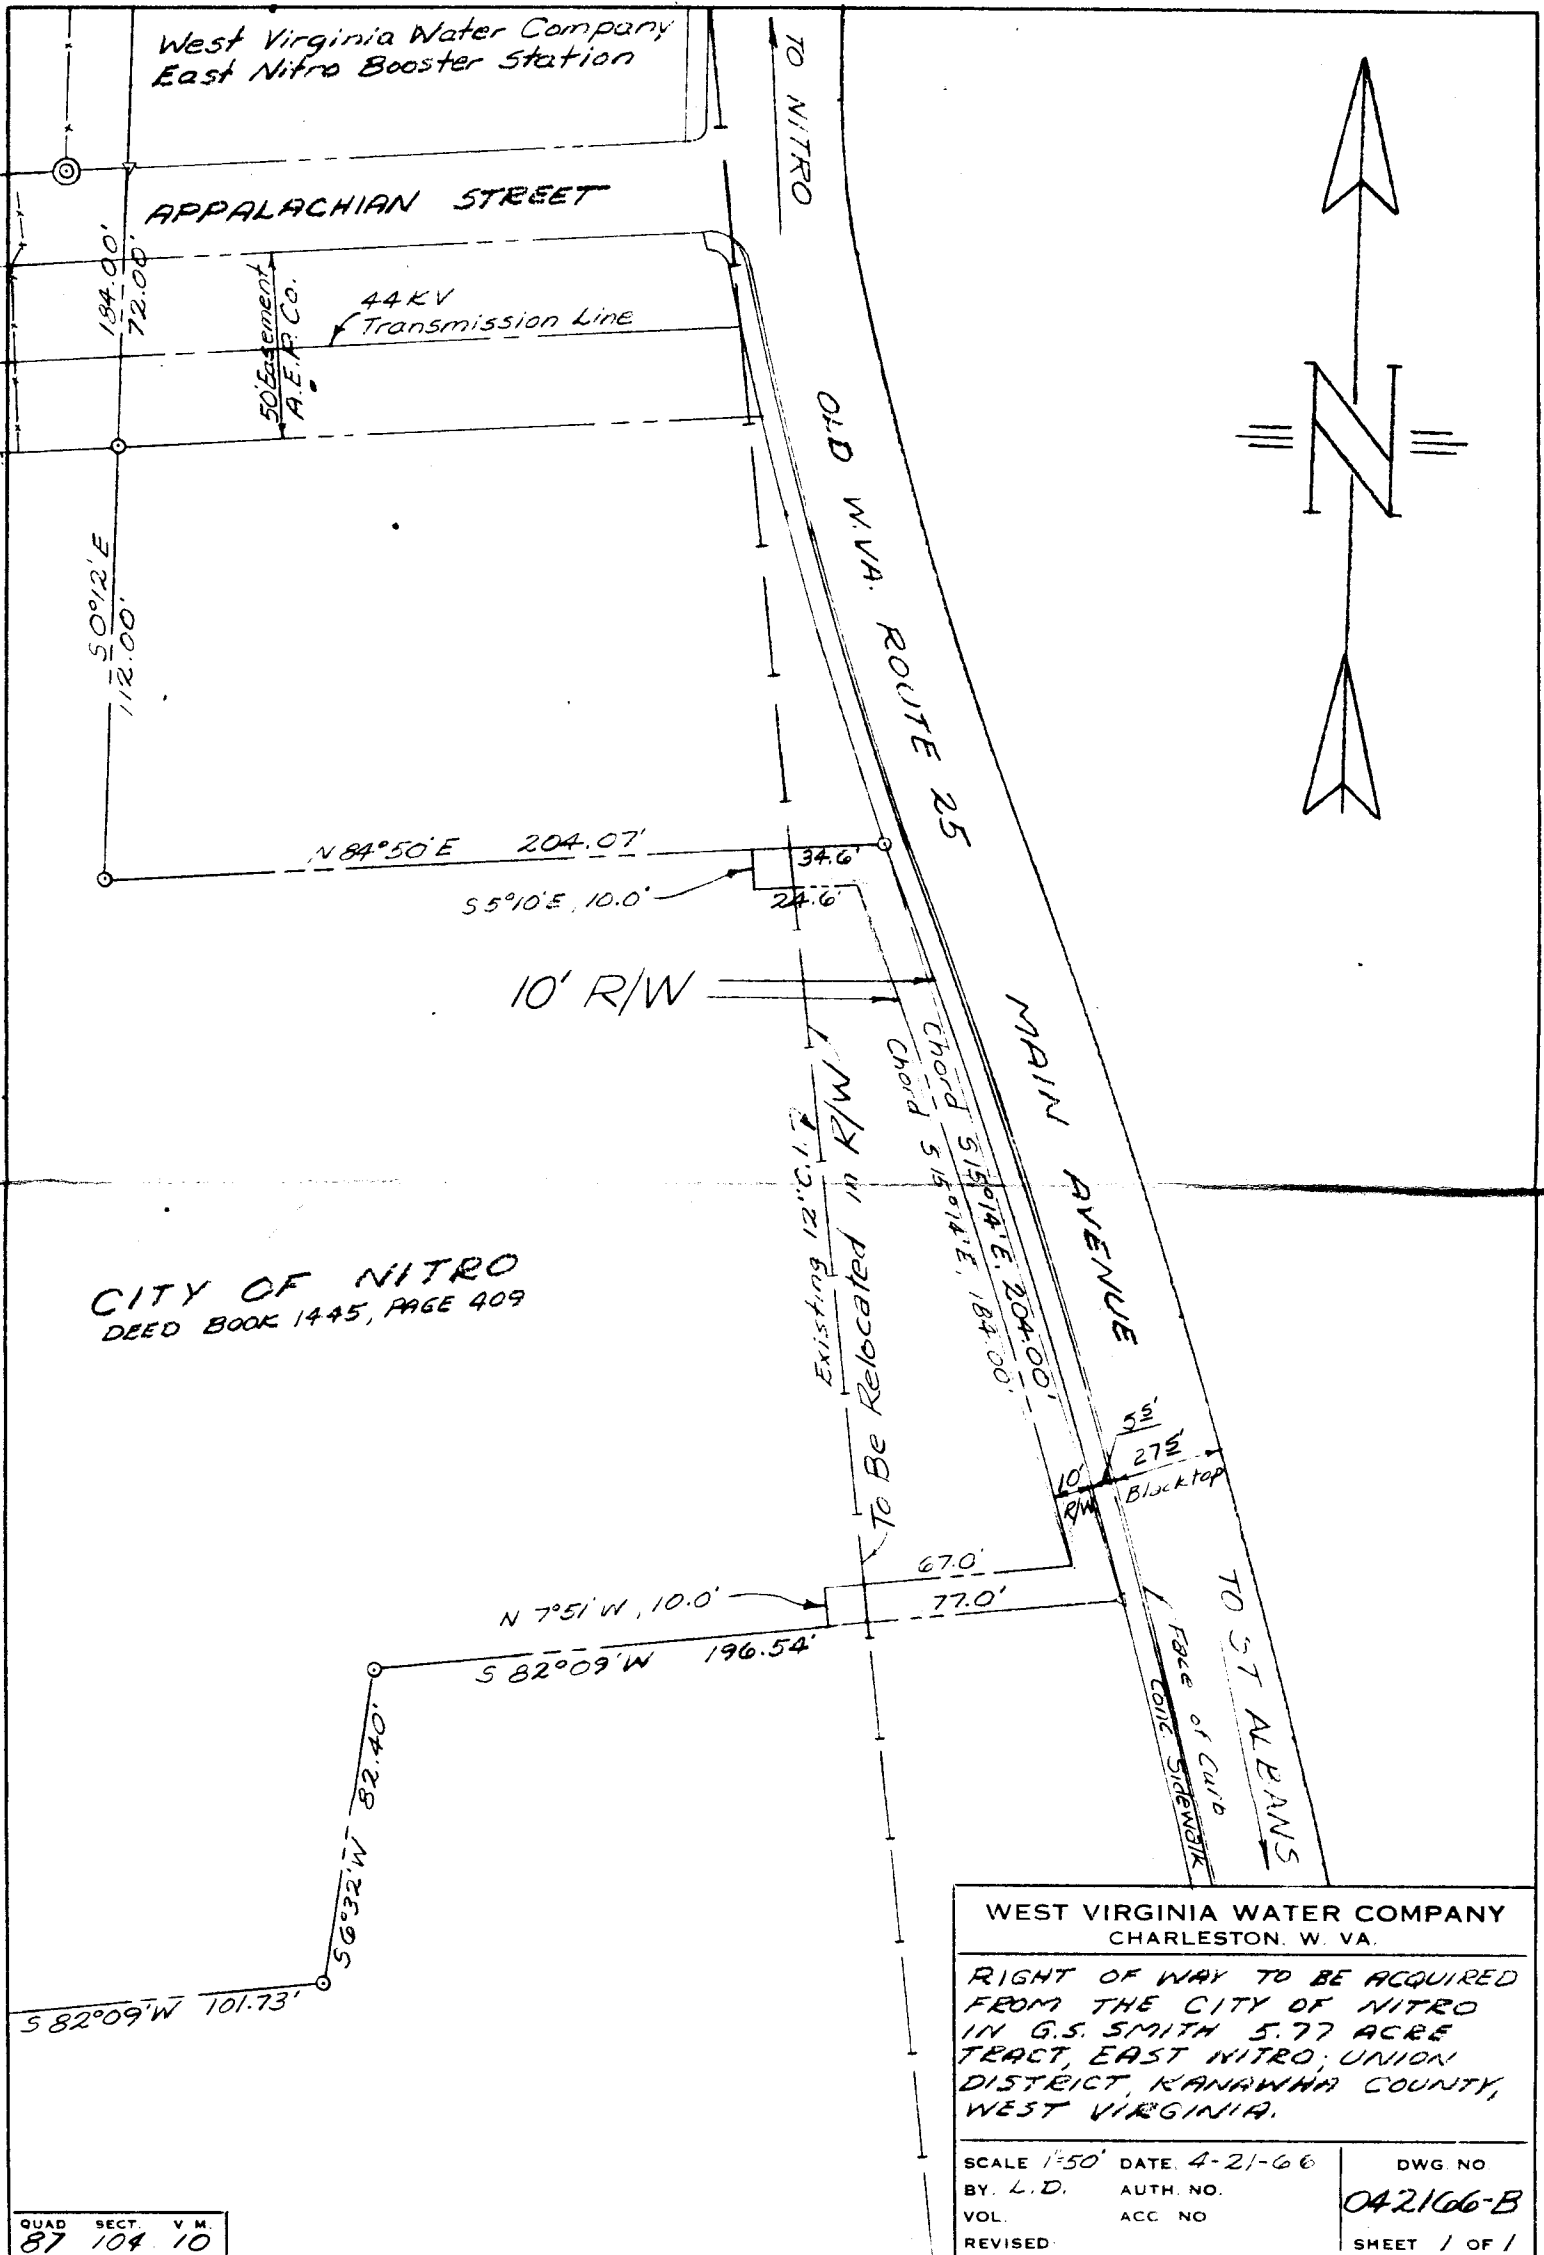 West Virginia Water Company
East Nitro Booster Station
TO NITRO
APPALACHIAN STREET
184.00'
72.00'
50' Easement
A.E.P. Co.
44 KV
Transmission Line
N
OLD W.VA. ROUTE 25
S 0°12' E
112.00'
N 84°50' E 204.07'
34.6'
S 5°10' E, 10.0'
24.6'
10' R/W
MAIN AVENUE
Chord S 15°14' E, 204.00'
Chord S 15°14' E, 184.00'
Existing 12" C.I.
To Be Relocated in R/W
CITY OF NITRO
DEED BOOK 1445, PAGE 409
5 5'
27 5'
Blacktop
10'
R/W
67.0'
77.0'
N 7°51' W, 10.0'
S 82°09' W 196.54'
TO ST ALBANS
Face of Curb
Conc. Sidewalk
S 6°32' W 82.40'
S 82°09' W 101.73'
WEST VIRGINIA WATER COMPANY
CHARLESTON. W. VA.
RIGHT OF WAY TO BE ACQUIRED
FROM THE CITY OF NITRO
IN G.S. SMITH 5.77 ACRE
TRACT, EAST NITRO, UNION
DISTRICT, KANAWHA COUNTY,
WEST VIRGINIA.
SCALE 1"=50' DATE. 4-21-66
BY. L.D. AUTH. NO.
VOL. ACC NO
REVISED
DWG. NO.
042166-B
SHEET 1 OF 1
QUAD SECT. V M.
87 104 10